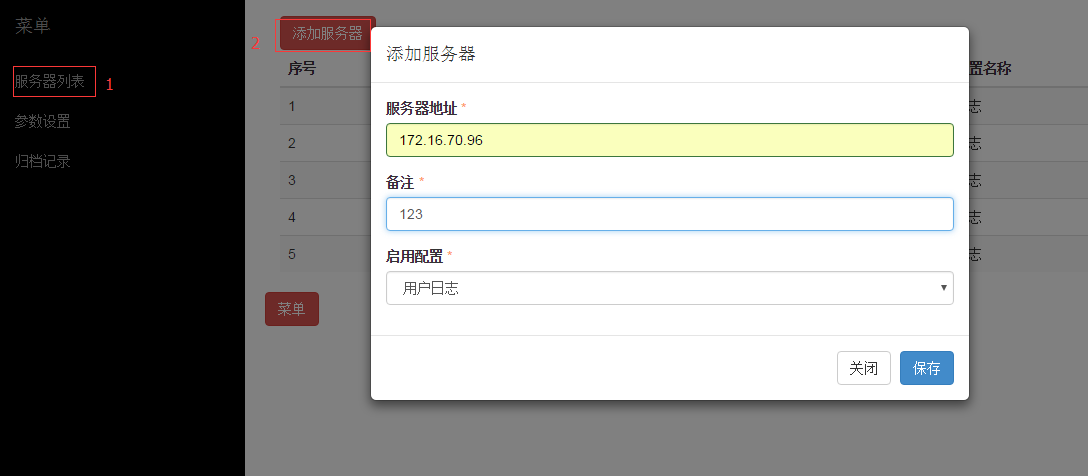 菜单
服务器列表
1
参数设置
归档记录
2
添加服务器
序号
置名称
1
志
2
志
3
志
4
志
5
志
菜单
添加服务器
服务器地址 *
172.16.70.96
备注 *
123
启用配置 *
用户日志
关闭
保存